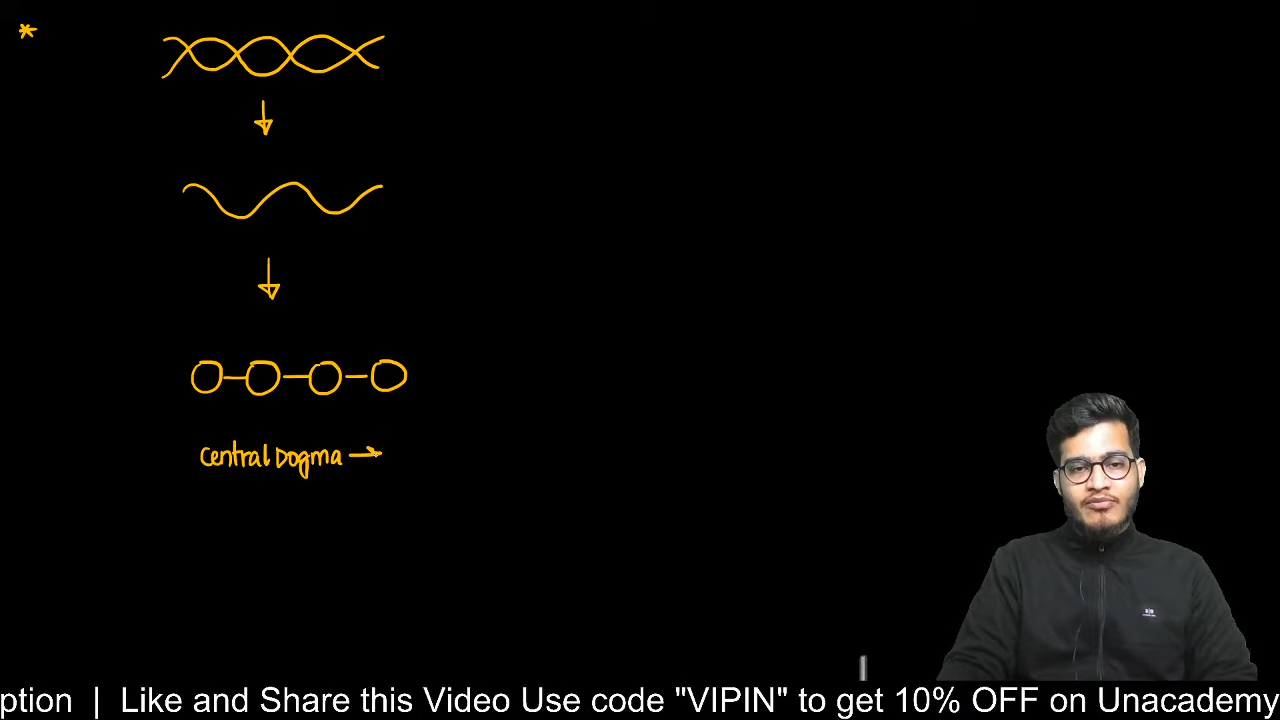 *
Central Dogma →
ption | Like and Share this Video Use code "VIPIN" to get 10% OFF on Unacademy